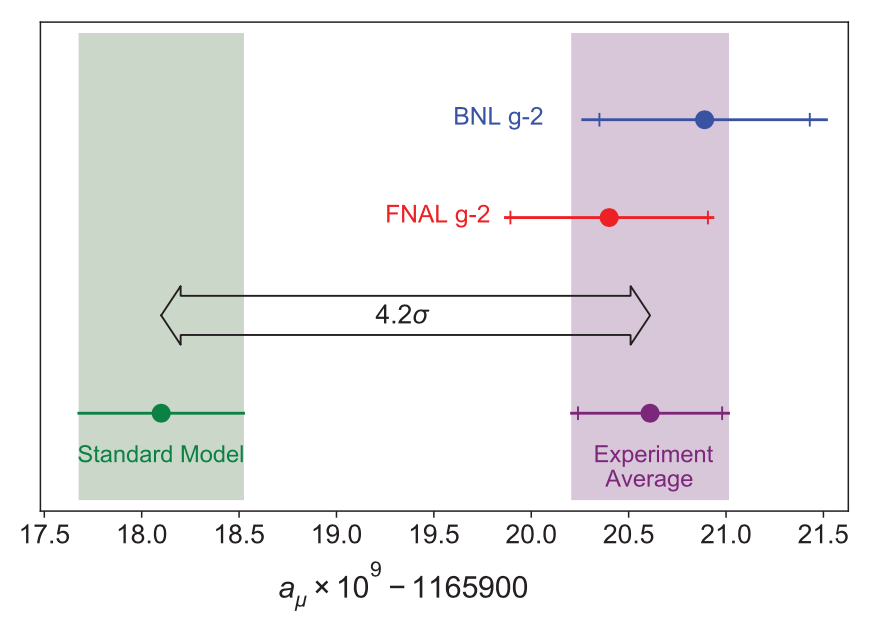 BNL g-2
FNAL g-2
4.2σ
Standard Model
Experiment
Average
17.5 18.0 18.5 19.0 19.5 20.0 20.5 21.0 21.5
aμ × 10⁹ − 1165900